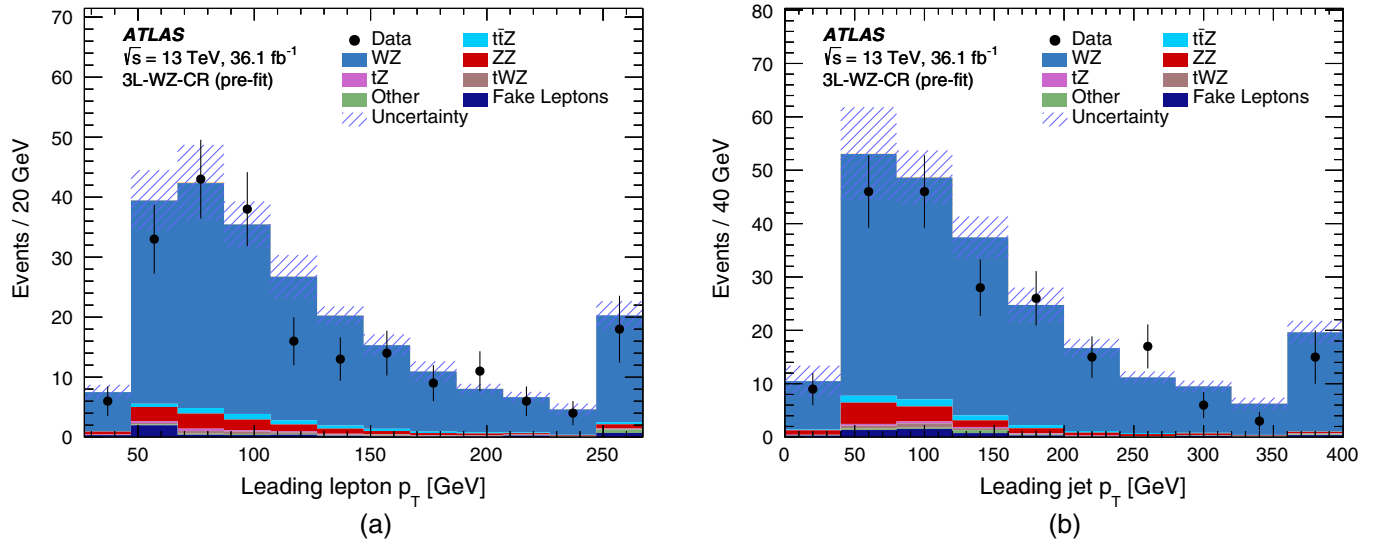 ATLAS
√s = 13 TeV, 36.1 fb⁻¹
3L-WZ-CR (pre-fit)
Data
WZ
tZ
Other
Uncertainty
tt̄Z
ZZ
tWZ
Fake Leptons
Events / 20 GeV
70
60
50
40
30
20
10
0
50 100 150 200 250
Leading lepton p_T [GeV]
(a)
ATLAS
√s = 13 TeV, 36.1 fb⁻¹
3L-WZ-CR (pre-fit)
Data
WZ
tZ
Other
Uncertainty
tt̄Z
ZZ
tWZ
Fake Leptons
Events / 40 GeV
80
70
60
50
40
30
20
10
0
0 50 100 150 200 250 300 350 400
Leading jet p_T [GeV]
(b)